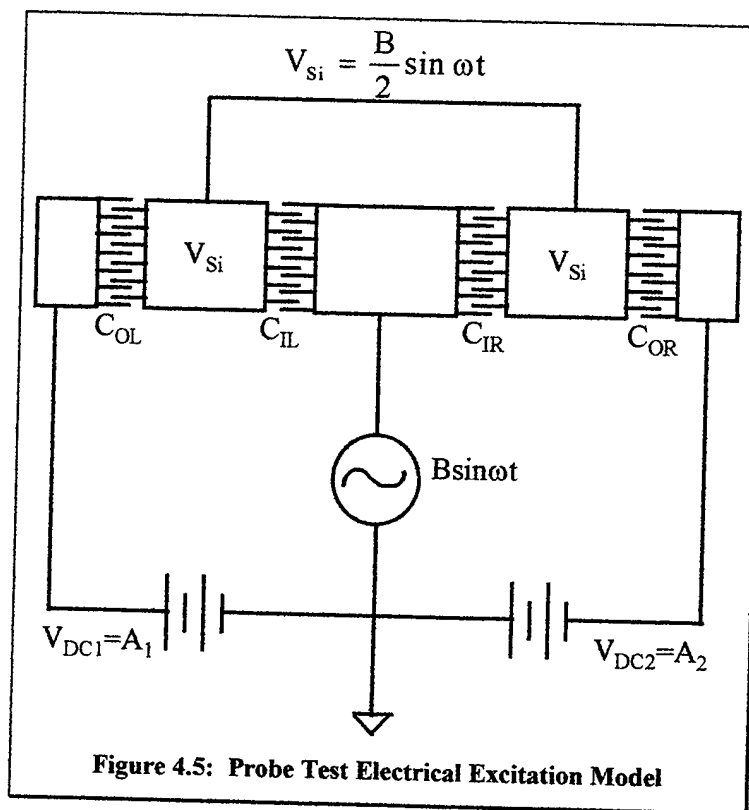 V_Si = B/2 sin ωt
V_Si
V_Si
C_OL
C_IL
C_IR
C_OR
Bsinωt
V_DC1=A_1
V_DC2=A_2
Figure 4.5: Probe Test Electrical Excitation Model